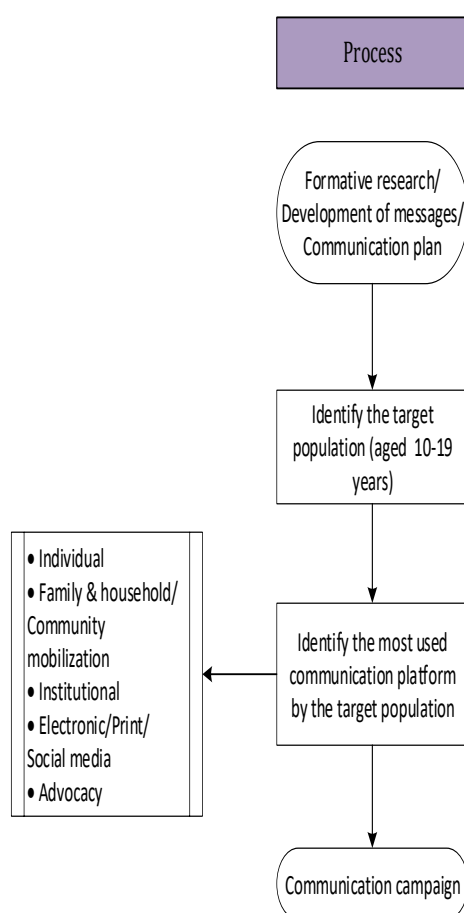 Process
Formative research/
Development of messages/
Communication plan
Identify the target
population (aged 10-19
years)
• Individual
• Family & household/
Community
mobilization
• Institutional
• Electronic/Print/
Social media
• Advocacy
Identify the most used
communication platform
by the target population
Communication campaign